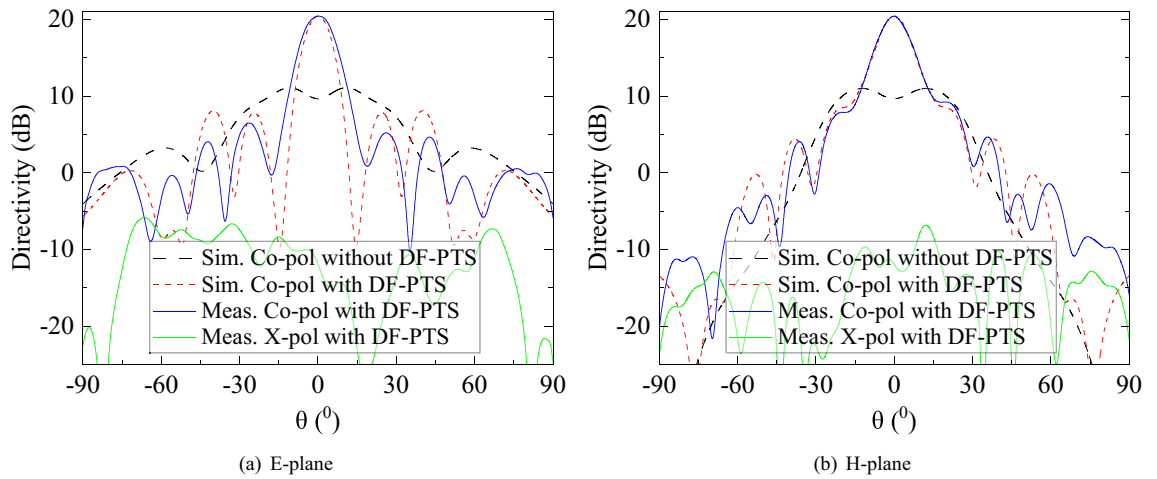 20
10
0
-10
-20
Directivity (dB)
Sim. Co-pol without DF-PTS
Sim. Co-pol with DF-PTS
Meas. Co-pol with DF-PTS
Meas. X-pol with DF-PTS
-90 -60 -30 0 30 60 90
θ (⁰)
(a) E-plane
20
10
0
-10
-20
Directivity (dB)
Sim. Co-pol without DF-PTS
Sim. Co-pol with DF-PTS
Meas. Co-pol with DF-PTS
Meas. X-pol with DF-PTS
-90 -60 -30 0 30 60 90
θ (⁰)
(b) H-plane